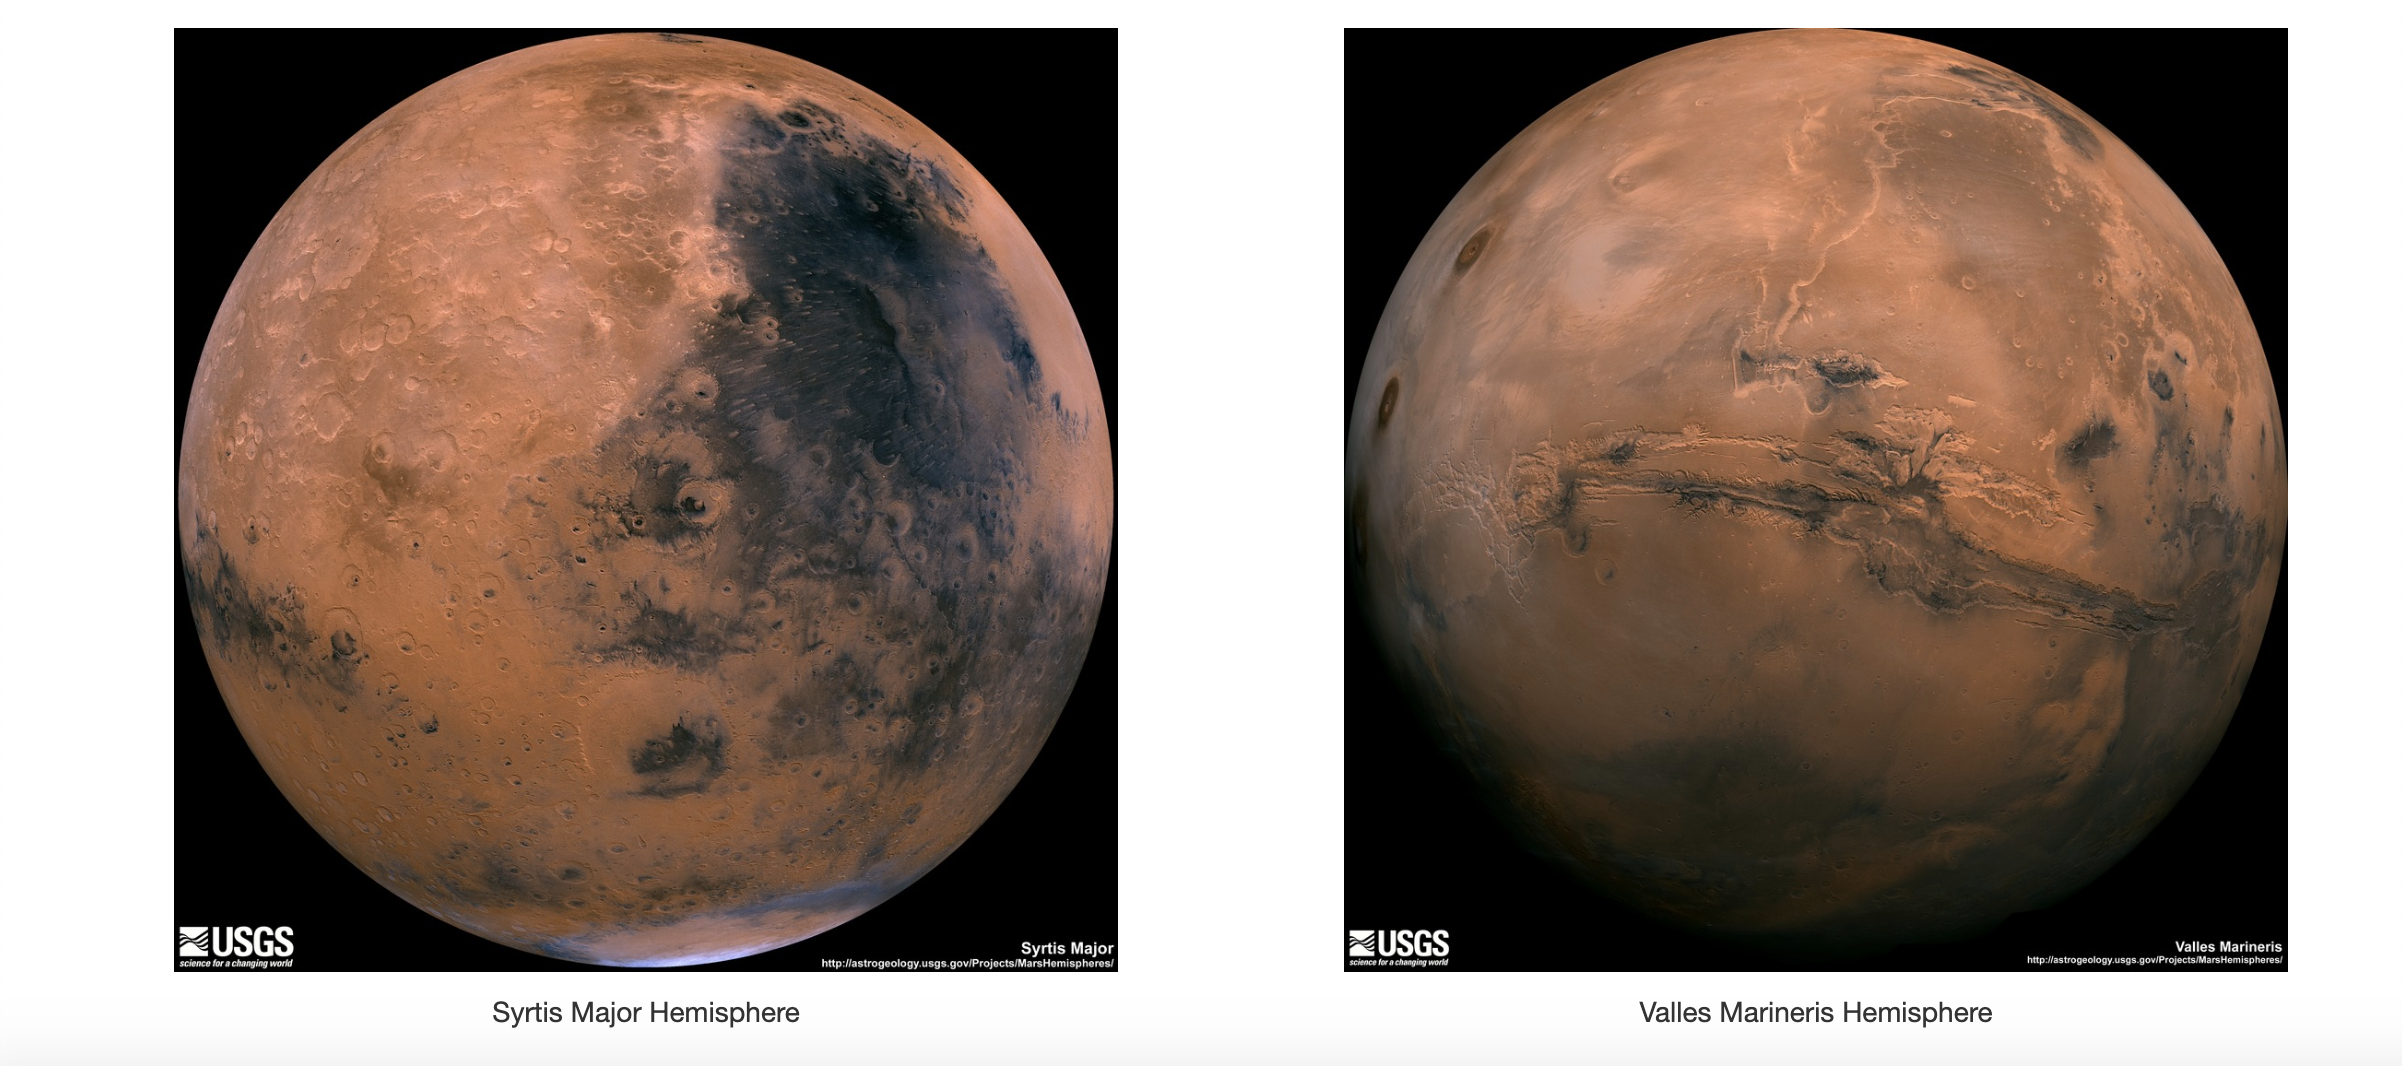 USGS
science for a changing world
Syrtis Major
http://astrogeology.usgs.gov/Projects/MarsHemispheres/
Syrtis Major Hemisphere
USGS
science for a changing world
Valles Marineris
http://astrogeology.usgs.gov/Projects/MarsHemispheres/
Valles Marineris Hemisphere